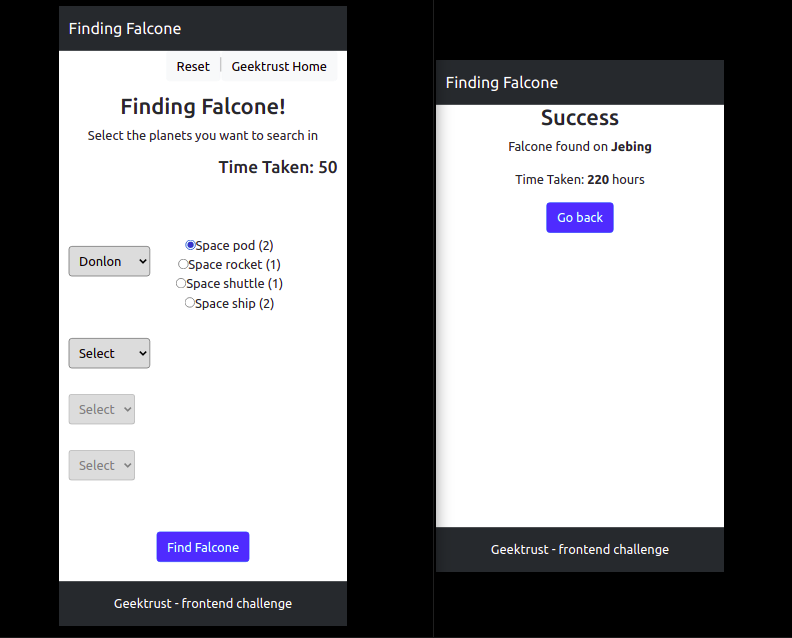 Finding Falcone
Reset | Geektrust Home
Finding Falcone!
Select the planets you want to search in
Time Taken: 50
Donlon
Space pod (2)
Space rocket (1)
Space shuttle (1)
Space ship (2)
Select
Select
Select
Find Falcone
Geektrust - frontend challenge
Finding Falcone
Success
Falcone found on Jebing
Time Taken: 220 hours
Go back
Geektrust - frontend challenge